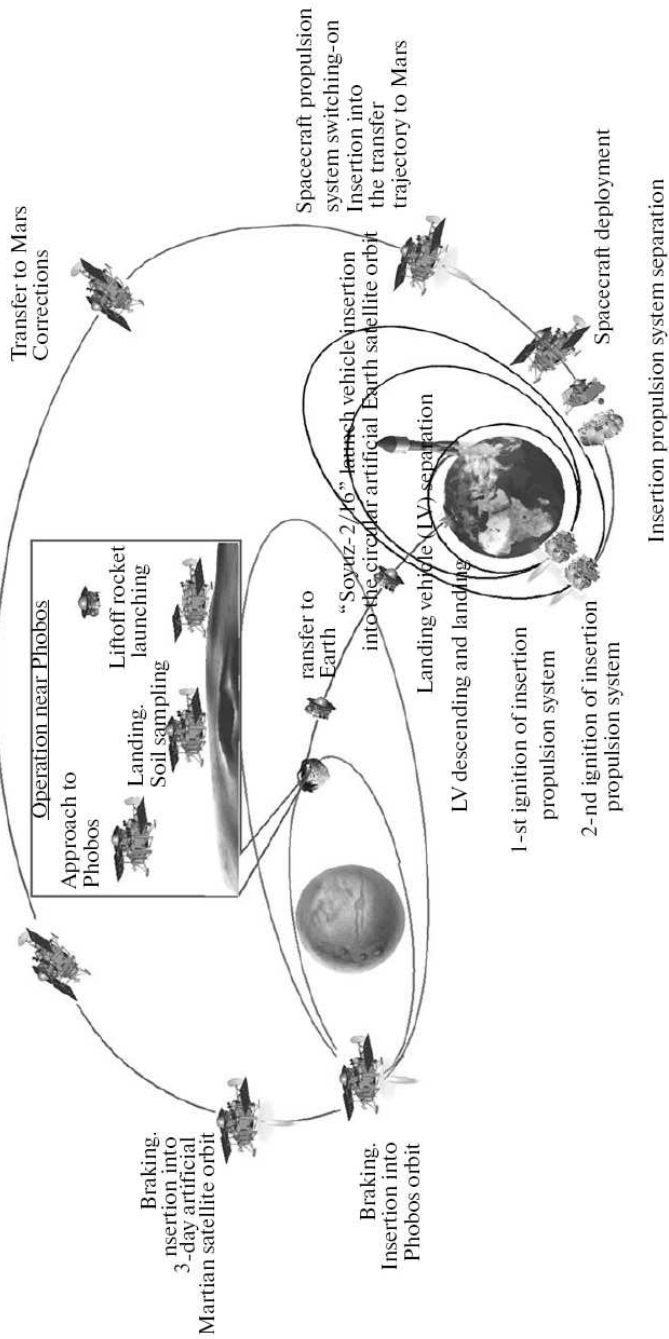 Transfer to Mars
Corrections
Operation near Phobos
Approach to
Phobos
Landing.
Soil sampling
Liftoff rocket
launching
Spacecraft propulsion
system switching-on
Insertion into
the transfer
trajectory to Mars
Braking.
nsertion into
3-day artificial
Martian satellite orbit
Braking.
Insertion into
Phobos orbit
ransfer to
Earth
“Soyuz-2/16” launch vehicle insertion
into the circular artificial Earth satellite orbit
Landing vehicle (LV) separation
LV descending and landing
1-st ignition of insertion
propulsion system
2-nd ignition of insertion
propulsion system
Spacecraft deployment
Insertion propulsion system separation